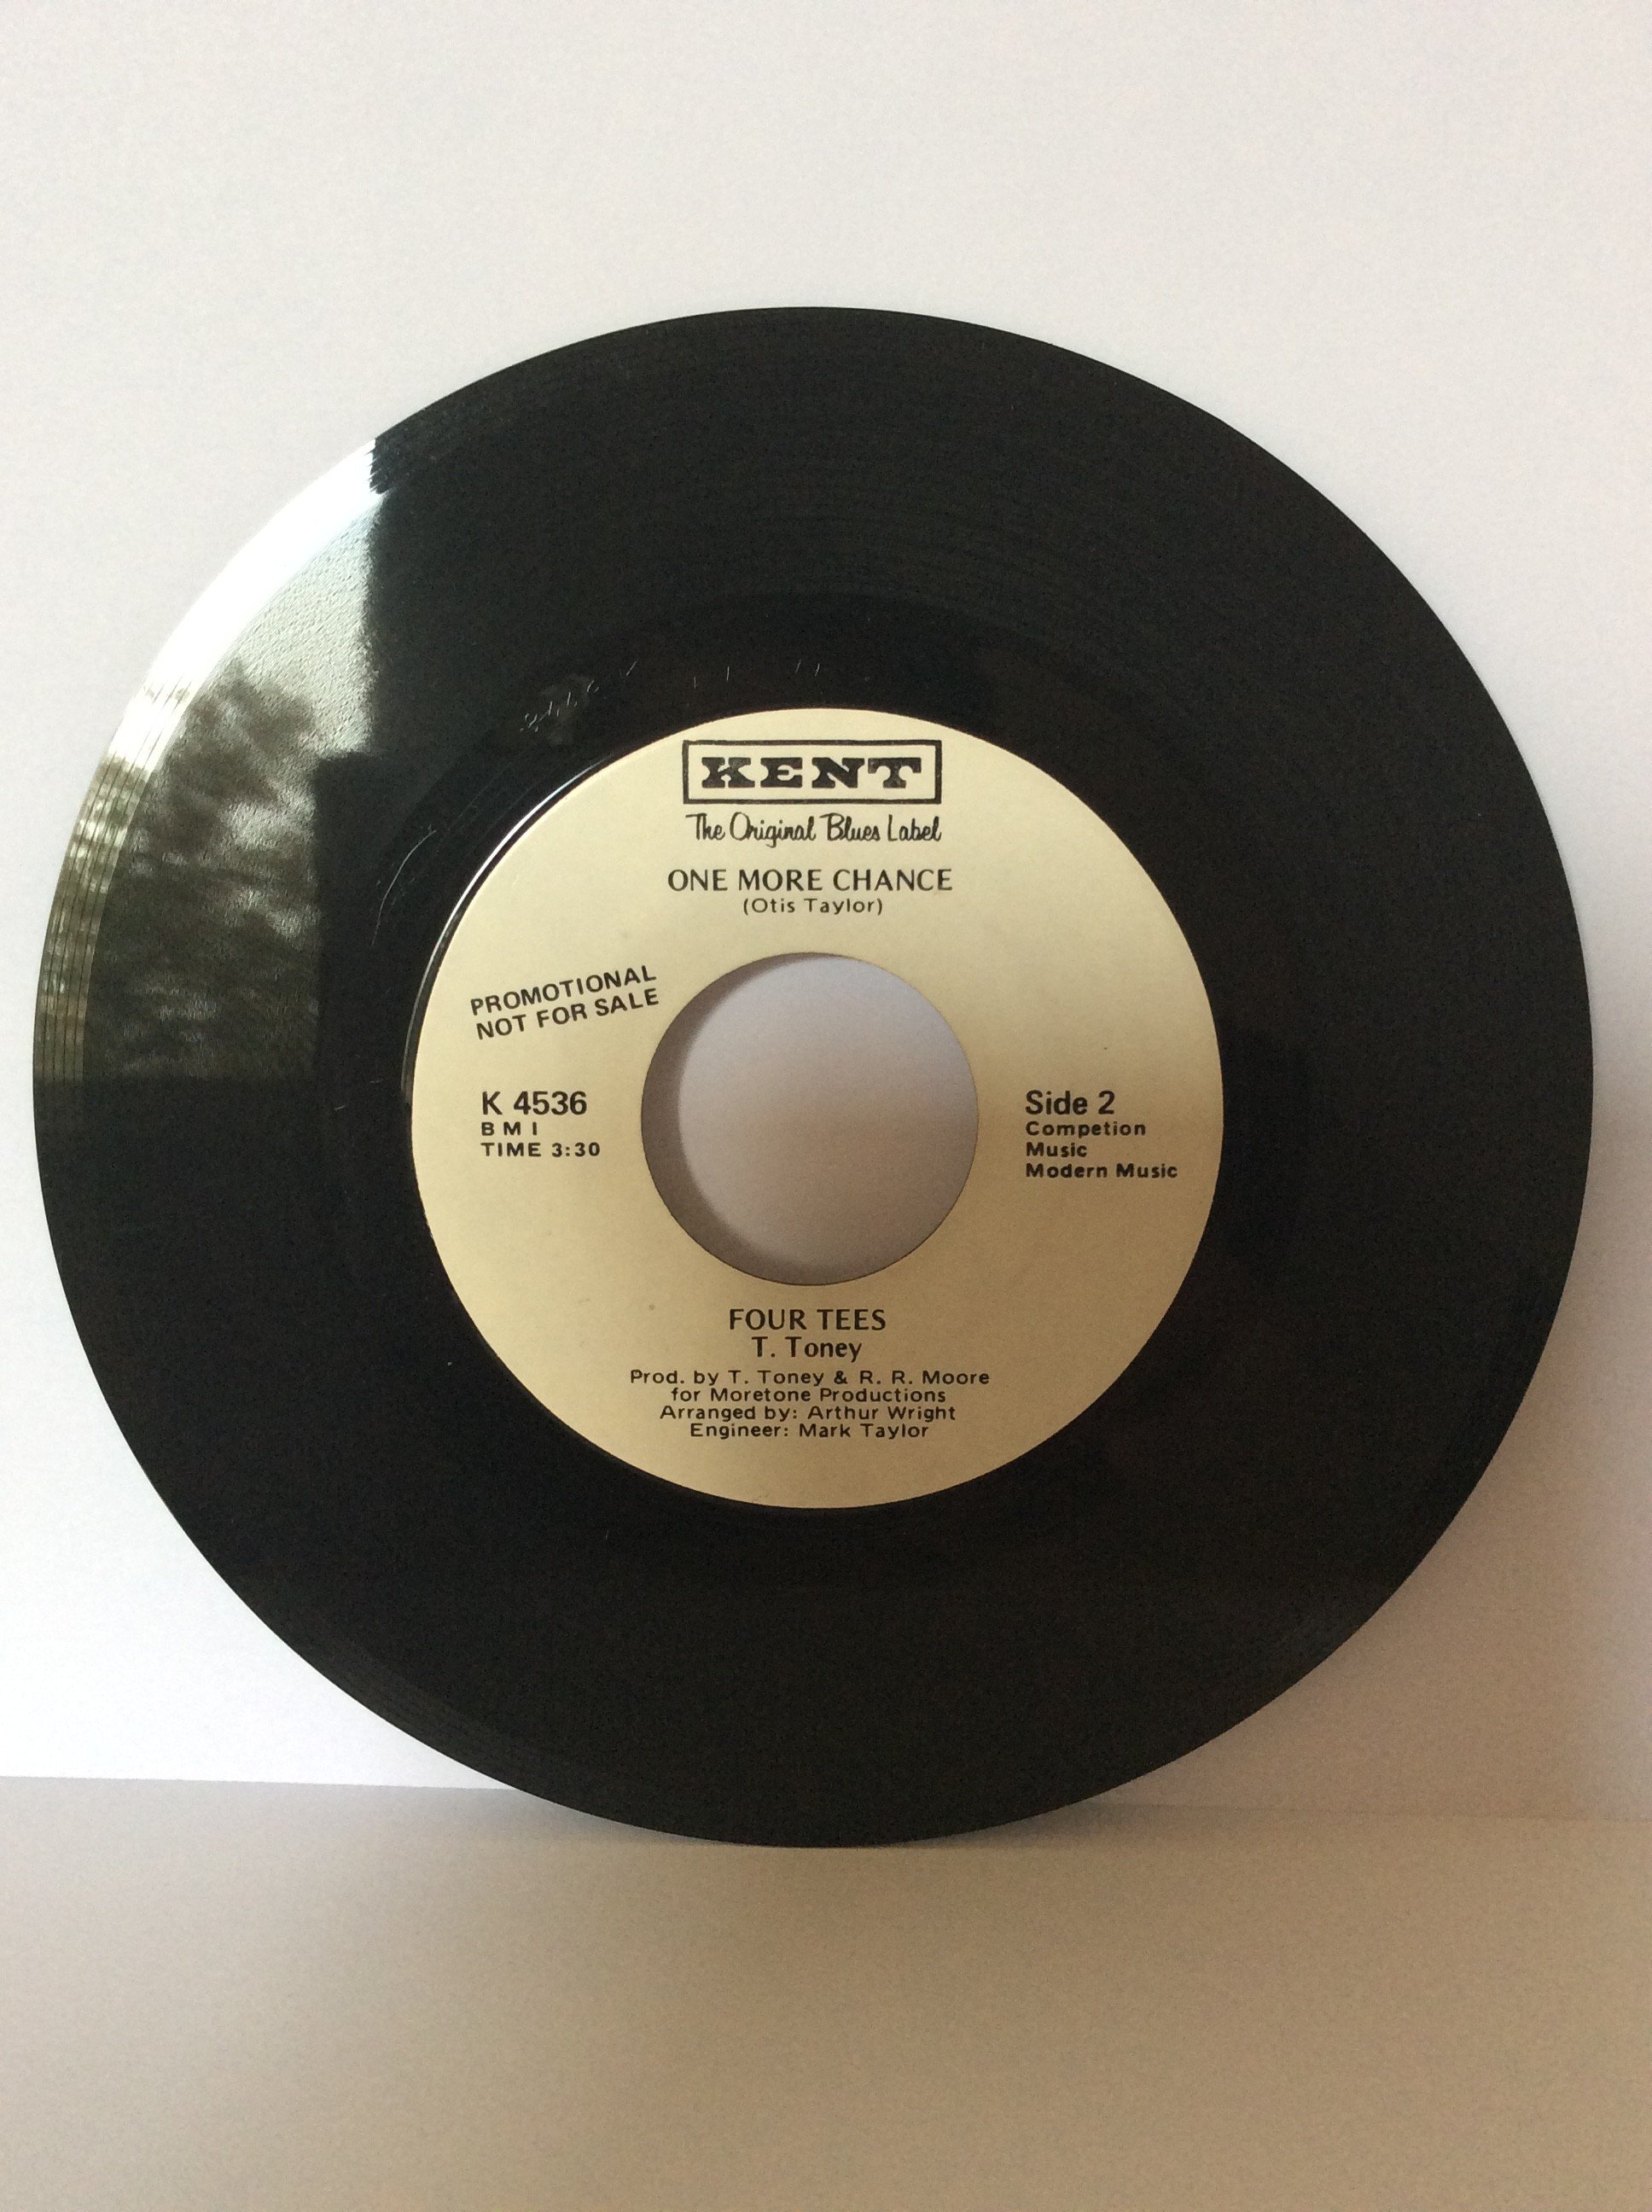 KENT
The Original Blues Label
ONE MORE CHANCE
(Otis Taylor)
PROMOTIONAL
NOT FOR SALE
K 4536
B M I
TIME 3:30
Side 2
Competion
Music
Modern Music
FOUR TEES
T. Toney
Prod. by T. Toney & R. R. Moore
for Moretone Productions
Arranged by: Arthur Wright
Engineer: Mark Taylor